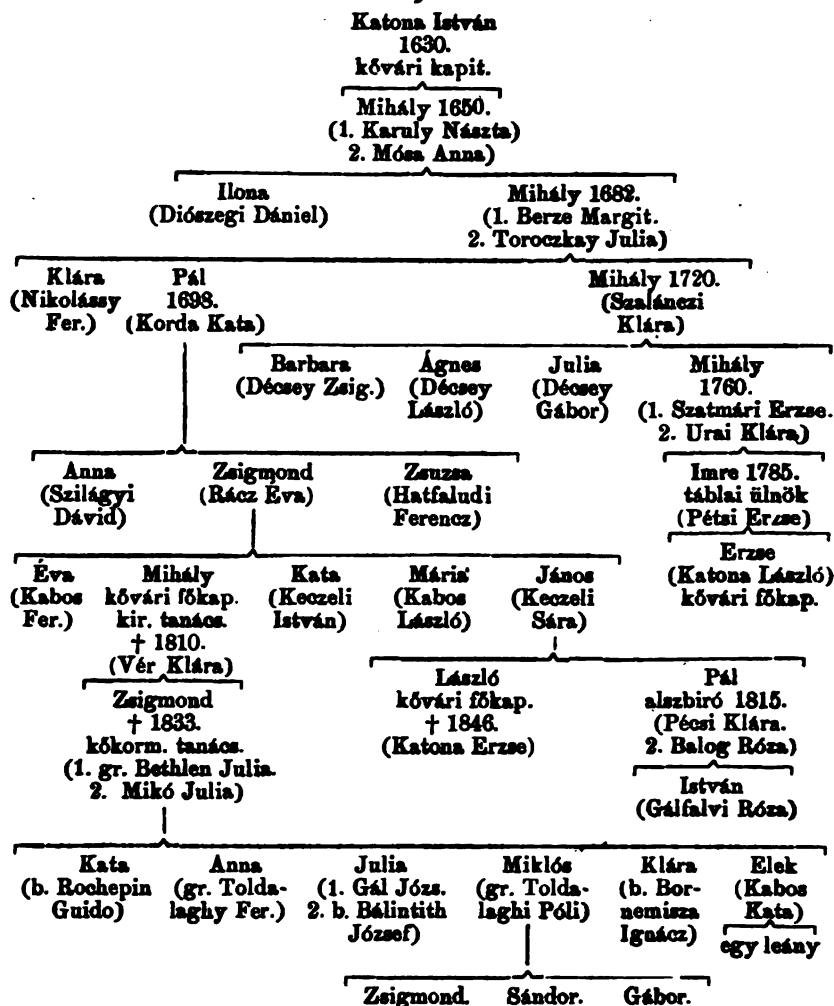 Katona István
1630.
kővári kapit.
Mihály 1650.
(1. Karuly Nászta)
2. Mósa Anna)
Ilona
(Diószegi Dániel)
Mihály 1682.
(1. Berze Margit.
2. Toroczkay Julia)
Klára
(Nikolássy
Fer.)
Pál
1698.
(Korda Kata)
Mihály 1720.
(Szalánczi
Klára)
Barbara
(Décsey Zsig.)
Ágnes
(Décsey
László)
Julia
(Décsey
Gábor)
Mihály
1760.
(1. Szatmári Erzse.
2. Urai Klára)
Anna
(Szilágyi
Dávid)
Zsigmond
(Rácz Éva)
Zsuzsa
(Hatfaludi
Ferencz)
Imre 1785.
táblai ülnök
(Pétsi Erzse)
Erzse
(Katona László)
kővári főkap.
Éva
(Kabos
Fer.)
Mihály
kővári főkap.
kir. tanács.
† 1810.
(Vér Klára)
Kata
(Keczeli
István)
Mária
(Kabos
László)
János
(Keczeli
Sára)
Zsigmond
† 1833.
kőkorm. tanács.
(1. gr. Bethlen Julia.
2. Mikó Julia)
László
kővári főkap.
† 1846.
(Katona Erzse)
Pál
alszbiró 1815.
(Pécsi Klára.
2. Balog Róza)
István
(Gálfalvi Róza)
Kata
(b. Rochepin
Guido)
Anna
(gr. Tolda-
laghy Fer.)
Julia
(1. Gál Józs.
2. b. Bálintith
József)
Miklós
(gr. Tolda-
laghi Póli)
Klára
(b. Bor-
nemisza
Ignácz)
Elek
(Kabos
Kata)
egy leány
Zsigmond. Sándor. Gábor.